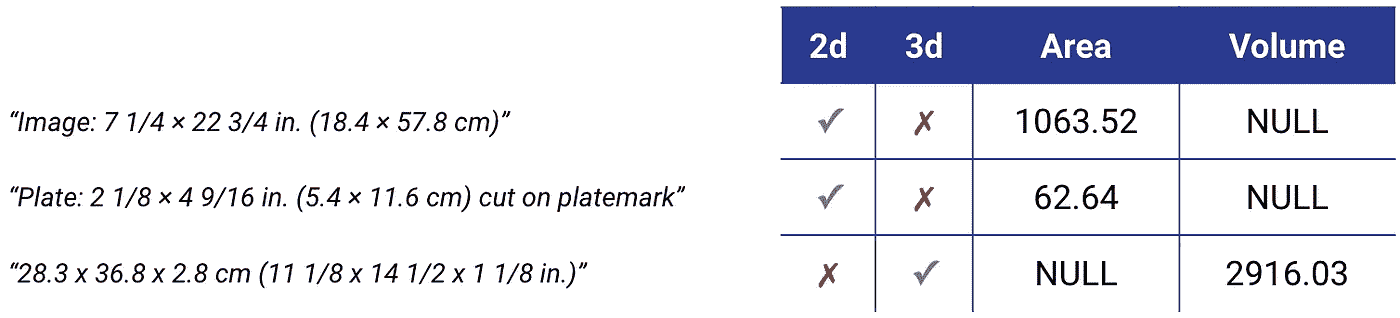 2d 3d Area Volume
“Image: 7 1/4 × 22 3/4 in. (18.4 × 57.8 cm)” ✓ ✗ 1063.52 NULL
“Plate: 2 1/8 × 4 9/16 in. (5.4 × 11.6 cm) cut on platemark” ✓ ✗ 62.64 NULL
“28.3 x 36.8 x 2.8 cm (11 1/8 x 14 1/2 x 1 1/8 in.)” ✗ ✓ NULL 2916.03